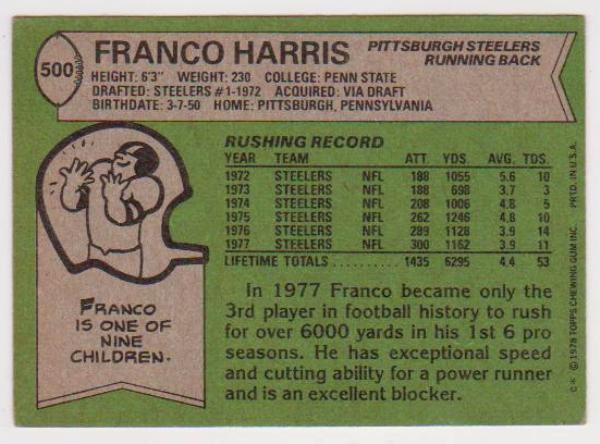 500
FRANCO HARRIS
PITTSBURGH STEELERS
RUNNING BACK
HEIGHT: 6'3" WEIGHT: 230 COLLEGE: PENN STATE
DRAFTED: STEELERS #1-1972 ACQUIRED: VIA DRAFT
BIRTHDATE: 3-7-50 HOME: PITTSBURGH, PENNSYLVANIA
RUSHING RECORD
YEAR TEAM ATT. YDS. AVG. TDS.
1972 STEELERS NFL 188 1055 5.6 10
1973 STEELERS NFL 188 698 3.7 3
1974 STEELERS NFL 208 1006 4.8 5
1975 STEELERS NFL 262 1246 4.8 10
1976 STEELERS NFL 289 1128 3.9 14
1977 STEELERS NFL 300 1162 3.9 11
LIFETIME TOTALS .......... 1435 6295 4.4 53
FRANCO
IS ONE OF
NINE
CHILDREN.
In 1977 Franco became only the
3rd player in football history to rush
for over 6000 yards in his 1st 6 pro
seasons. He has exceptional speed
and cutting ability for a power runner
and is an excellent blocker.
C* © 1978 TOPPS CHEWING GUM INC. PRTD. IN U.S.A.